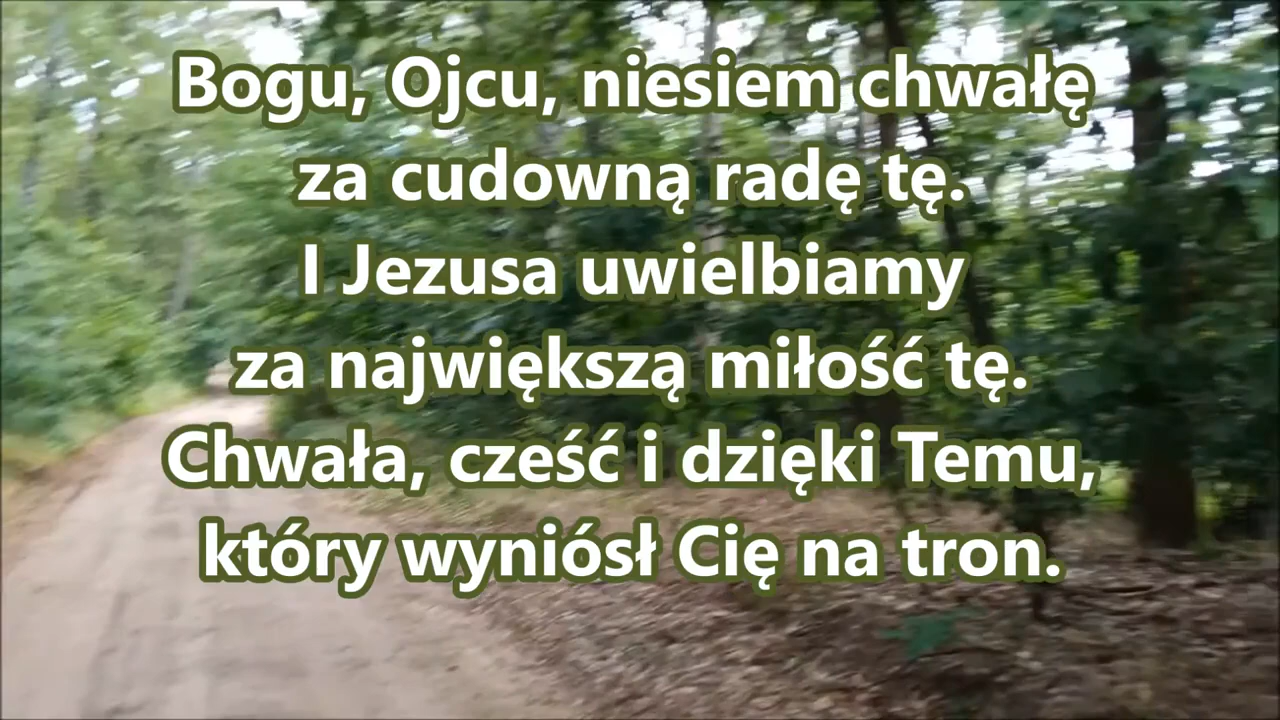 Bogu, Ojcu, niesiem chwałę
za cudowną radę tę.
I Jezusa uwielbiamy
za największą miłość tę.
Chwała, cześć i dzięki Temu,
który wyniósł Cię na tron.